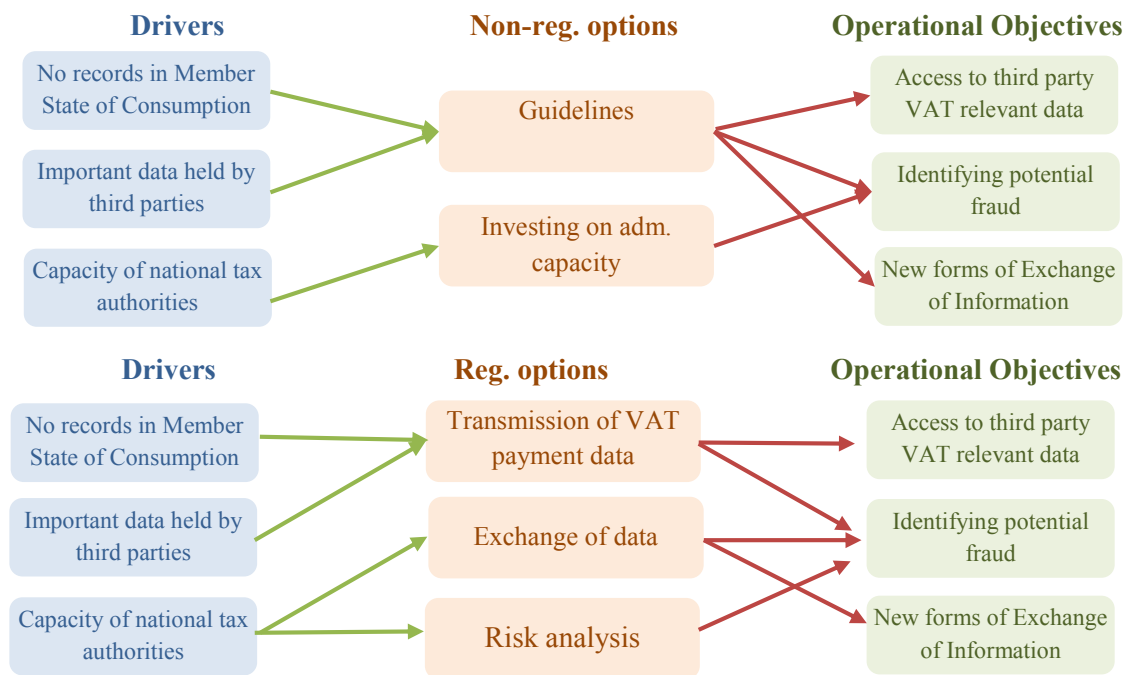 Drivers
Non-reg. options
Operational Objectives
No records in Member
State of Consumption
Important data held by
third parties
Capacity of national tax
authorities
Guidelines
Investing on adm.
capacity
Access to third party
VAT relevant data
Identifying potential
fraud
New forms of Exchange
of Information
Drivers
Reg. options
Operational Objectives
No records in Member
State of Consumption
Important data held by
third parties
Capacity of national tax
authorities
Transmission of VAT
payment data
Exchange of data
Risk analysis
Access to third party
VAT relevant data
Identifying potential
fraud
New forms of Exchange
of Information